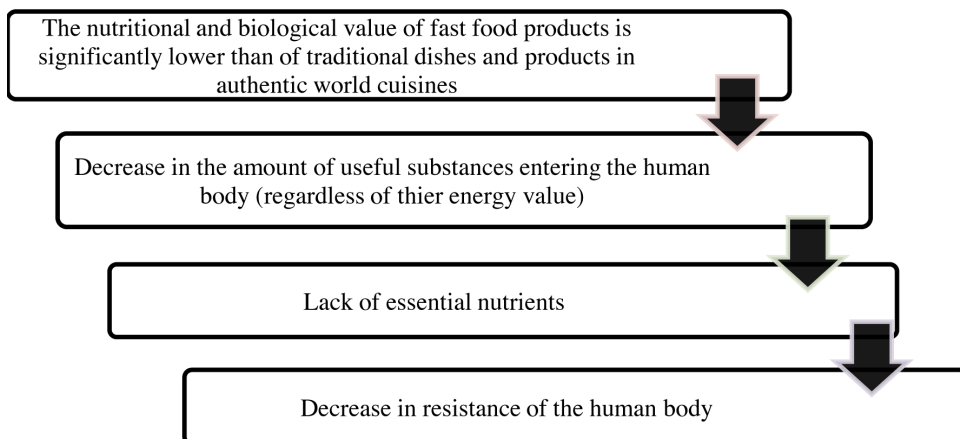 The nutritional and biological value of fast food products is
significantly lower than of traditional dishes and products in
authentic world cuisines
Decrease in the amount of useful substances entering the human
body (regardless of thier energy value)
Lack of essential nutrients
Decrease in resistance of the human body